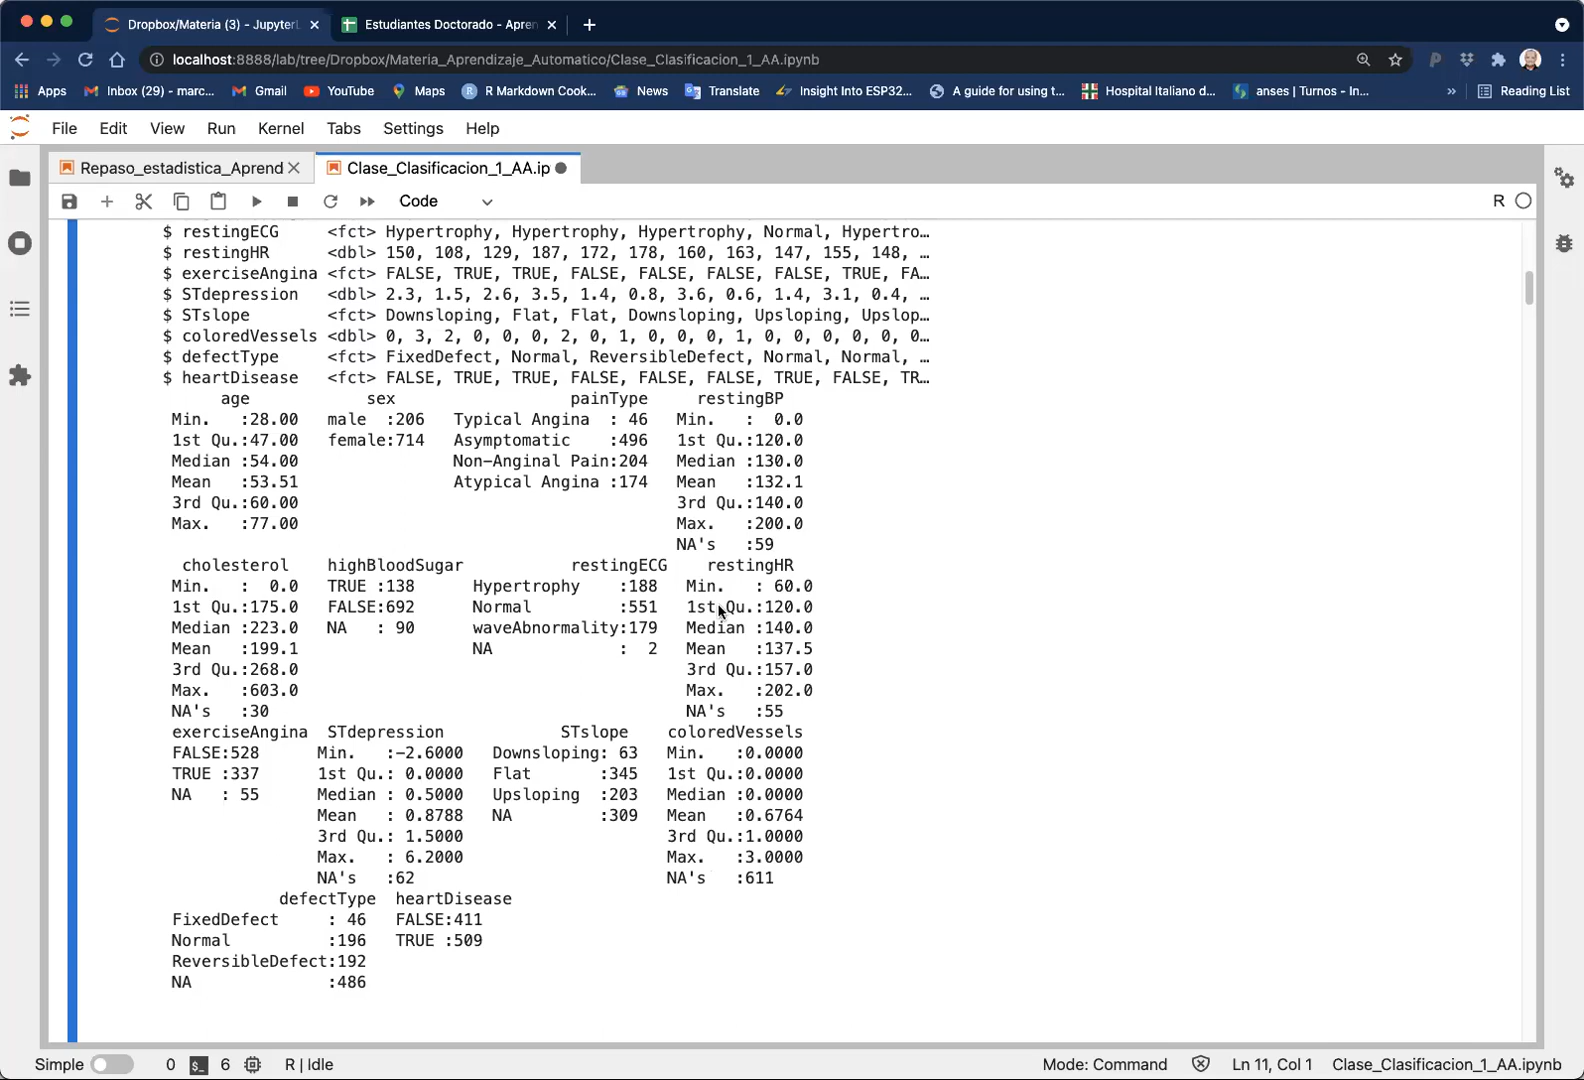 Dropbox/Materia (3) - JupyterL
Estudiantes Doctorado - Apren
localhost:8888/lab/tree/Dropbox/Materia_Aprendizaje_Automatico/Clase_Clasificacion_1_AA.ipynb
Apps Inbox (29) - marc... Gmail YouTube Maps R Markdown Cook... News Translate Insight Into ESP32... A guide for using t... Hospital Italiano d... anses | Turnos - In... » Reading List
File Edit View Run Kernel Tabs Settings Help
Repaso_estadistica_Aprend
Clase_Clasificacion_1_AA.ip
Code
R
$ restingECG <fct> Hypertrophy, Hypertrophy, Hypertrophy, Normal, Hypertro…
$ restingHR <dbl> 150, 108, 129, 187, 172, 178, 160, 163, 147, 155, 148, …
$ exerciseAngina <fct> FALSE, TRUE, TRUE, FALSE, FALSE, FALSE, FALSE, TRUE, FA…
$ STdepression <dbl> 2.3, 1.5, 2.6, 3.5, 1.4, 0.8, 3.6, 0.6, 1.4, 3.1, 0.4, …
$ STslope <fct> Downsloping, Flat, Flat, Downsloping, Upsloping, Upslop…
$ coloredVessels <dbl> 0, 3, 2, 0, 0, 0, 2, 0, 1, 0, 0, 0, 1, 0, 0, 0, 0, 0, 0…
$ defectType <fct> FixedDefect, Normal, ReversibleDefect, Normal, Normal, …
$ heartDisease <fct> FALSE, TRUE, TRUE, FALSE, FALSE, FALSE, TRUE, FALSE, TR…
age sex painType restingBP
Min. :28.00 male :206 Typical Angina : 46 Min. : 0.0
1st Qu.:47.00 female:714 Asymptomatic :496 1st Qu.:120.0
Median :54.00 Non-Anginal Pain:204 Median :130.0
Mean :53.51 Atypical Angina :174 Mean :132.1
3rd Qu.:60.00 3rd Qu.:140.0
Max. :77.00 Max. :200.0
NA's :59
cholesterol highBloodSugar restingECG restingHR
Min. : 0.0 TRUE :138 Hypertrophy :188 Min. : 60.0
1st Qu.:175.0 FALSE:692 Normal :551 1st Qu.:120.0
Median :223.0 NA : 90 waveAbnormality:179 Median :140.0
Mean :199.1 NA : 2 Mean :137.5
3rd Qu.:268.0 3rd Qu.:157.0
Max. :603.0 Max. :202.0
NA's :30 NA's :55
exerciseAngina STdepression STslope coloredVessels
FALSE:528 Min. :-2.6000 Downsloping: 63 Min. :0.0000
TRUE :337 1st Qu.: 0.0000 Flat :345 1st Qu.:0.0000
NA : 55 Median : 0.5000 Upsloping :203 Median :0.0000
Mean : 0.8788 NA :309 Mean :0.6764
3rd Qu.: 1.5000 3rd Qu.:1.0000
Max. : 6.2000 Max. :3.0000
NA's :62 NA's :611
defectType heartDisease
FixedDefect : 46 FALSE:411
Normal :196 TRUE :509
ReversibleDefect:192
NA :486
Simple 0 6 R | Idle Mode: Command Ln 11, Col 1 Clase_Clasificacion_1_AA.ipynb